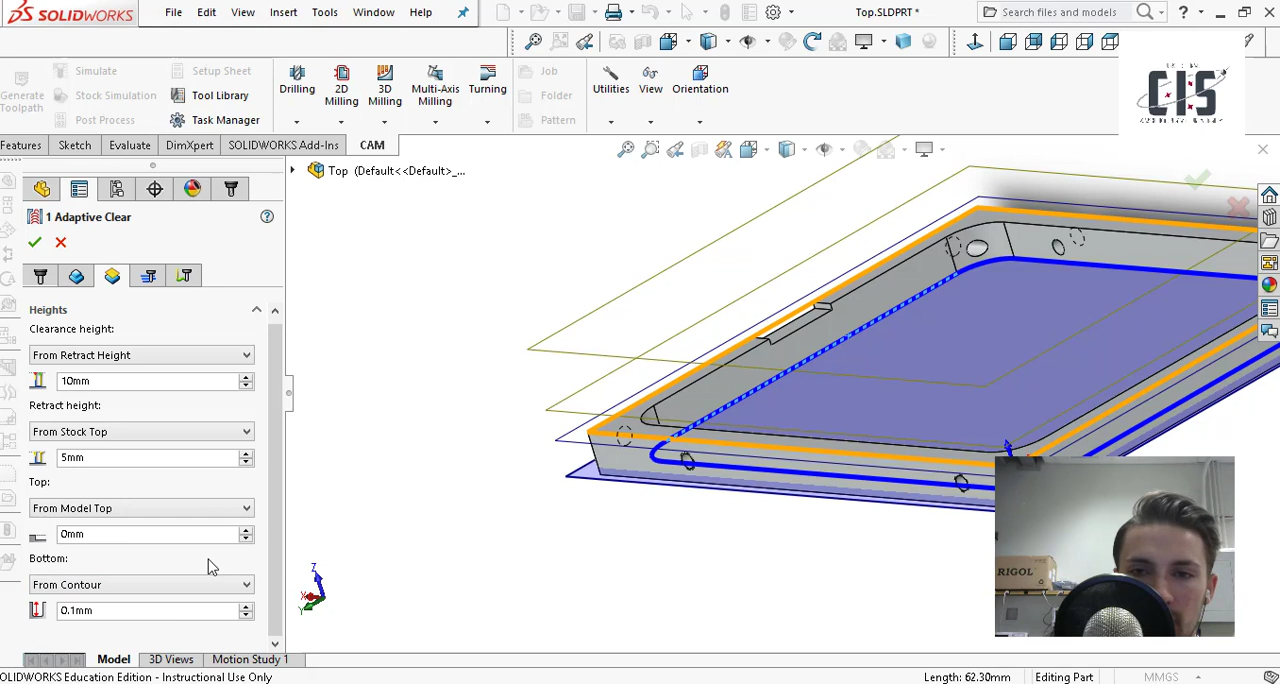 SOLIDWORKS
File Edit View Insert Tools Window Help
Top.SLDPRT *
Search files and models
?
Generate Toolpath
Simulate
Stock Simulation
Post Process
Setup Sheet
Tool Library
Task Manager
Drilling
2D Milling
3D Milling
Multi-Axis Milling
Turning
Job
Folder
Pattern
Utilities
View
Orientation
CIS
Features Sketch Evaluate DimXpert SOLIDWORKS Add-Ins CAM
Top (Default<<Default>_...
1 Adaptive Clear
Heights
Clearance height:
From Retract Height
10mm
Retract height:
From Stock Top
5mm
Top:
From Model Top
0mm
Bottom:
From Contour
0.1mm
Z
X
Y
RIGOL
Model 3D Views Motion Study 1
OLIDWORKS Education Edition - Instructional Use Only
Length: 62.30mm
Editing Part
MMGS